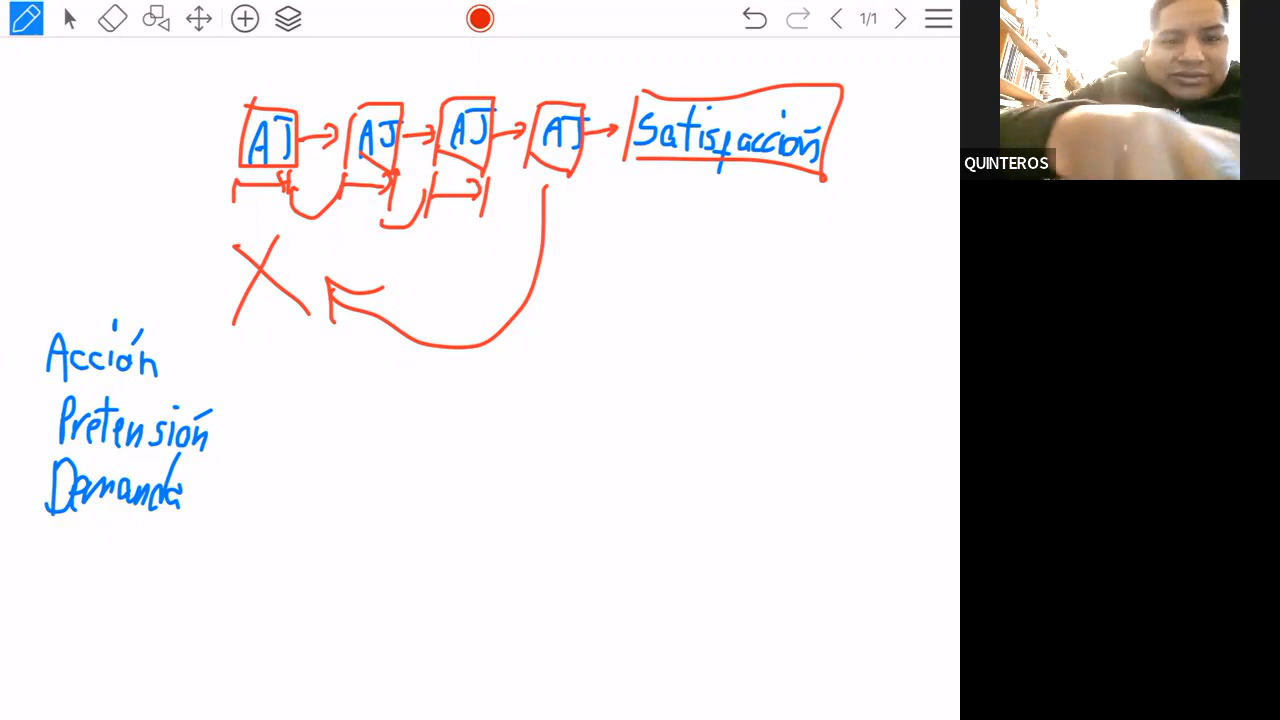 1/1
AJ AJ AJ AJ Satisfacción
QUINTEROS
Acción
Pretensión
Demanda